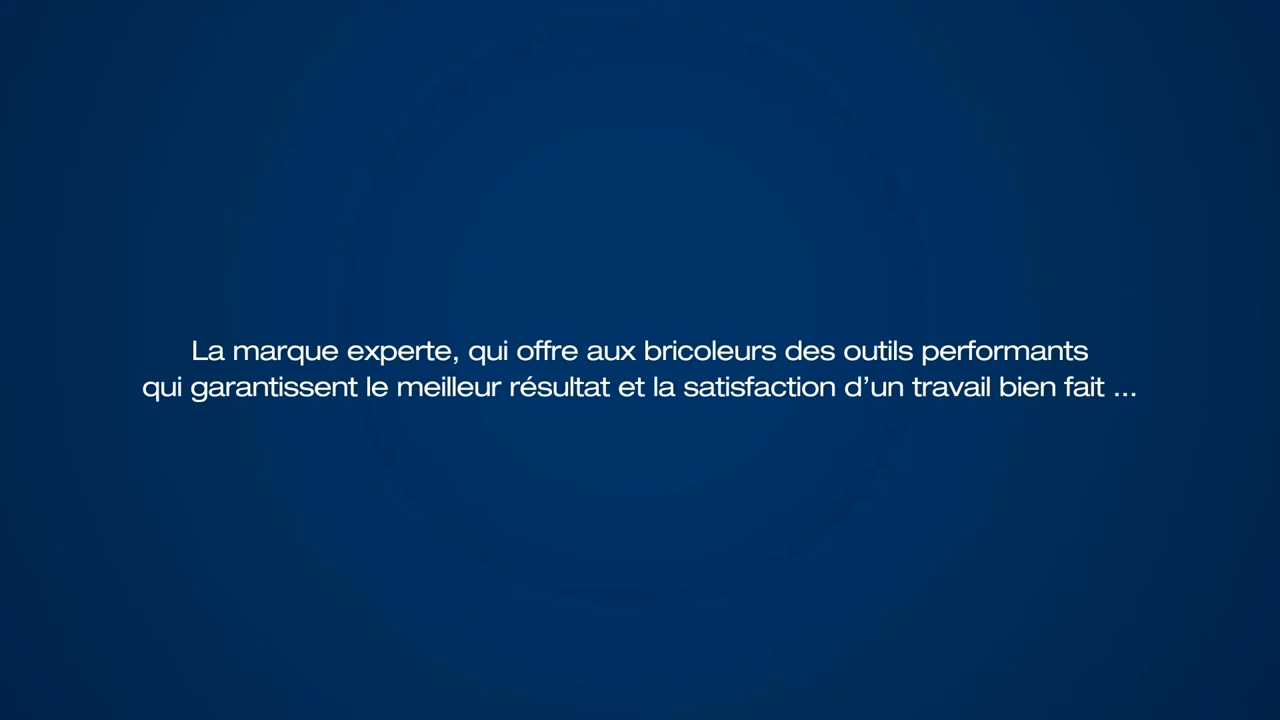 La marque experte, qui offre aux bricoleurs des outils performants
qui garantissent le meilleur résultat et la satisfaction d’un travail bien fait ...